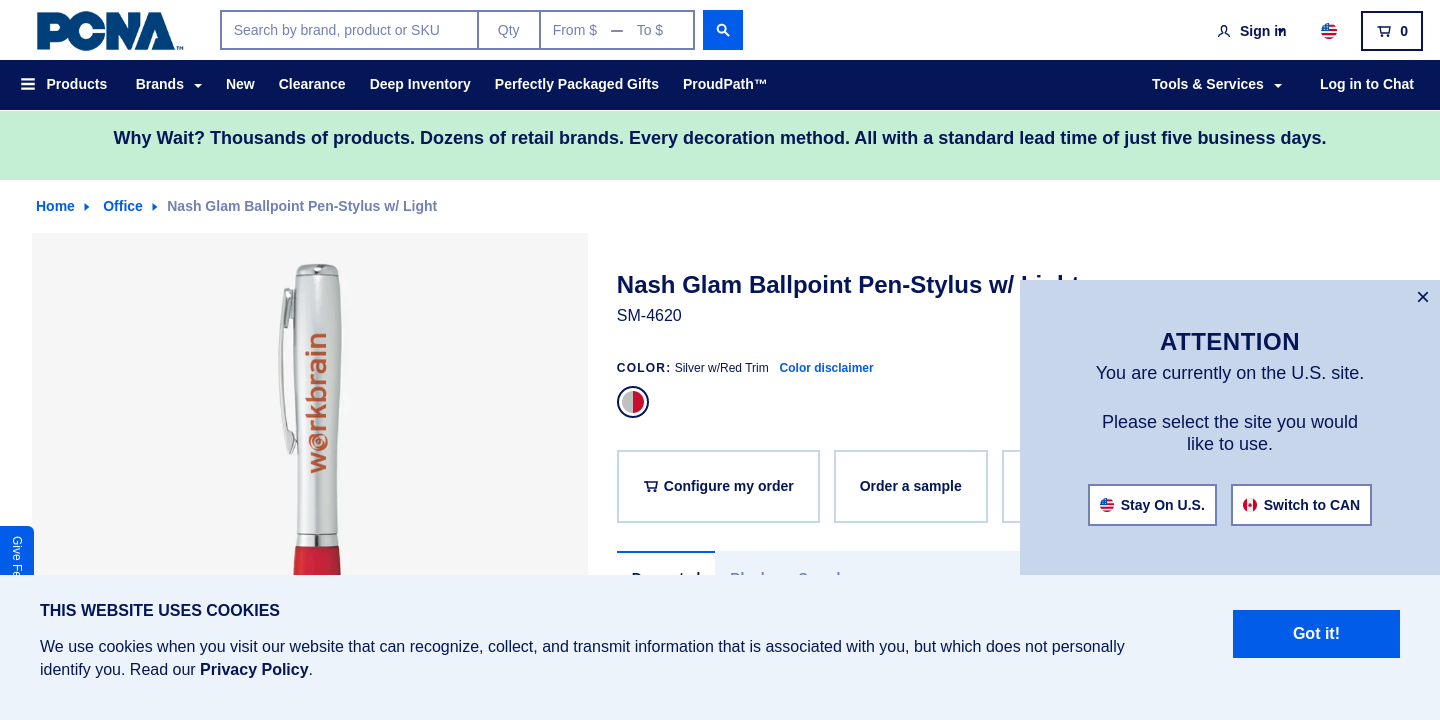 PCNA™
Search by brand, product or SKU
Qty
From $ — To $
Sign in
0
Products
Brands
New
Clearance
Deep Inventory
Perfectly Packaged Gifts
ProudPath™
Tools & Services
Log in to Chat
Why Wait? Thousands of products. Dozens of retail brands. Every decoration method. All with a standard lead time of just five business days.
Home
Office
Nash Glam Ballpoint Pen-Stylus w/ Light
workbrain
Nash Glam Ballpoint Pen-Stylus w/ Light
SM-4620
COLOR: Silver w/Red Trim Color disclaimer
Configure my order
Order a sample
×
ATTENTION
You are currently on the U.S. site.
Please select the site you would
like to use.
Stay On U.S.
Switch to CAN
Give Fe
THIS WEBSITE USES COOKIES
We use cookies when you visit our website that can recognize, collect, and transmit information that is associated with you, but which does not personally
identify you. Read our Privacy Policy.
Got it!